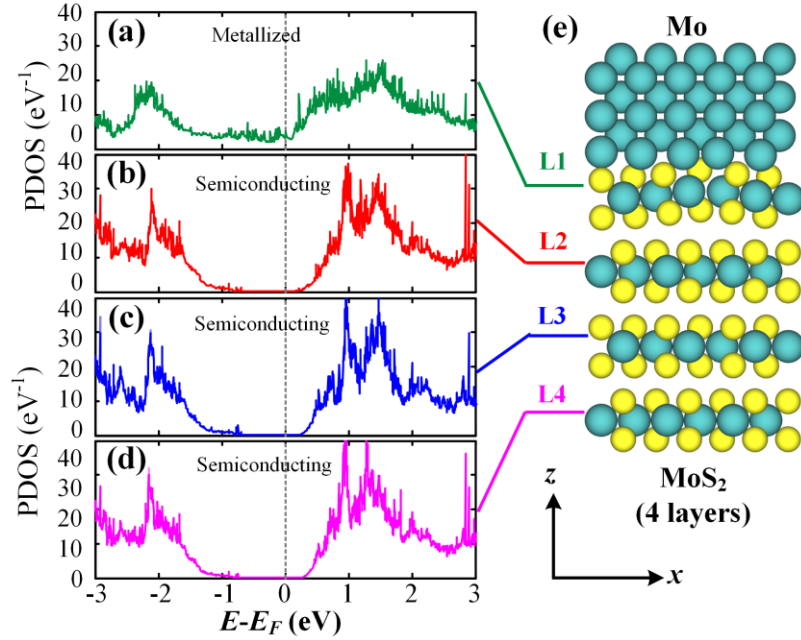 (a)
Metallized
40
30
20
10
0
(b)
Semiconducting
40
30
20
10
0
PDOS (eV⁻¹)
(c)
Semiconducting
40
30
20
10
0
(d)
Semiconducting
40
30
20
10
0
PDOS (eV⁻¹)
-3 -2 -1 0 1 2 3
E-E_F (eV)
(e)
Mo
L1
L2
L3
L4
MoS₂
(4 layers)
z
x